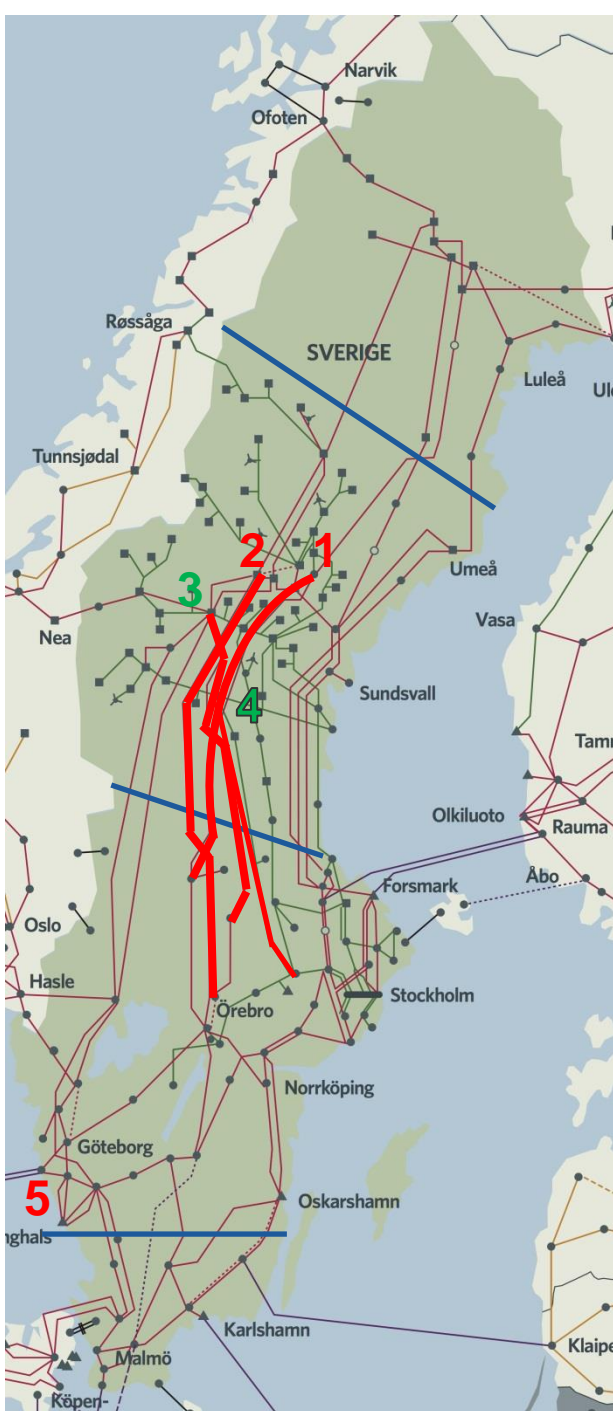 Narvik
Ofoten
Røssåga
SVERIGE
Luleå
Tunnsjødal
2
1
Umeå
3
Nea
Vasa
Sundsvall
4
Olkiluoto
Rauma
Forsmark
Åbo
Oslo
Hasle
Stockholm
Örebro
Norrköping
Göteborg
5
Oskarshamn
nghals
Karlshamn
Malmö
Köpen-